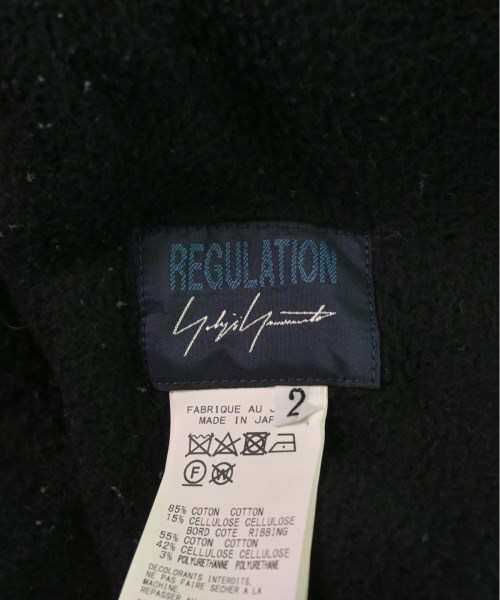 REGULATION
Yohji Yamamoto
2
FABRIQUE AU J
MADE IN JAP
F W
85% COTON COTTON
15% CELLULOSE CELLULOSE
BORD COTE RIBBING
55% COTON COTTON
42% CELLULOSE CELLULOSE
3% POLYURETHANNE POLYURETHANE
DECOLORANTS INTERDITS.
NE PAS FAIRE SECHER A LA
MACHINE.
REPASSER